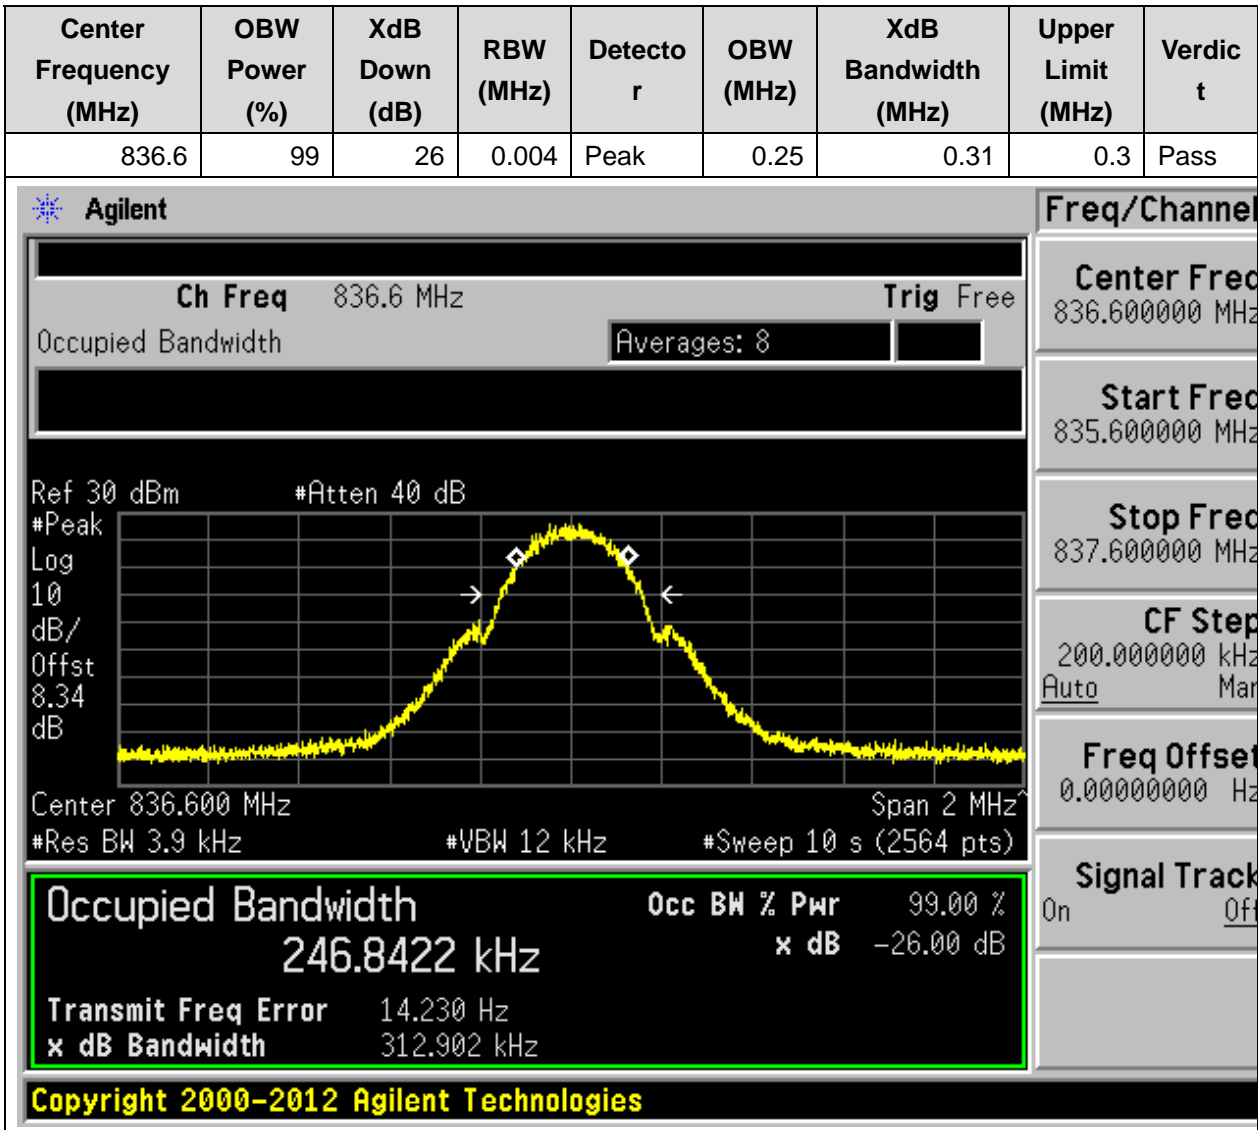 Center Frequency (MHz) OBW Power (%) XdB Down (dB) RBW (MHz) Detecto r OBW (MHz) XdB Bandwidth (MHz) Upper Limit (MHz) Verdic t
836.6 99 26 0.004 Peak 0.25 0.31 0.3 Pass
Agilent
Ch Freq 836.6 MHz Trig Free
Occupied Bandwidth Averages: 8
Ref 30 dBm #Atten 40 dB
#Peak
Log
10
dB/
Offst
8.34
dB
Center 836.600 MHz Span 2 MHz^
#Res BW 3.9 kHz #VBW 12 kHz #Sweep 10 s (2564 pts)
Occupied Bandwidth Occ BW % Pwr 99.00 %
246.8422 kHz x dB -26.00 dB
Transmit Freq Error 14.230 Hz
x dB Bandwidth 312.902 kHz
Copyright 2000-2012 Agilent Technologies
Freq/Channel
Center Freq
836.600000 MHz
Start Freq
835.600000 MHz
Stop Freq
837.600000 MHz
CF Step
200.000000 kHz
Auto Man
Freq Offset
0.00000000 Hz
Signal Track
On Off